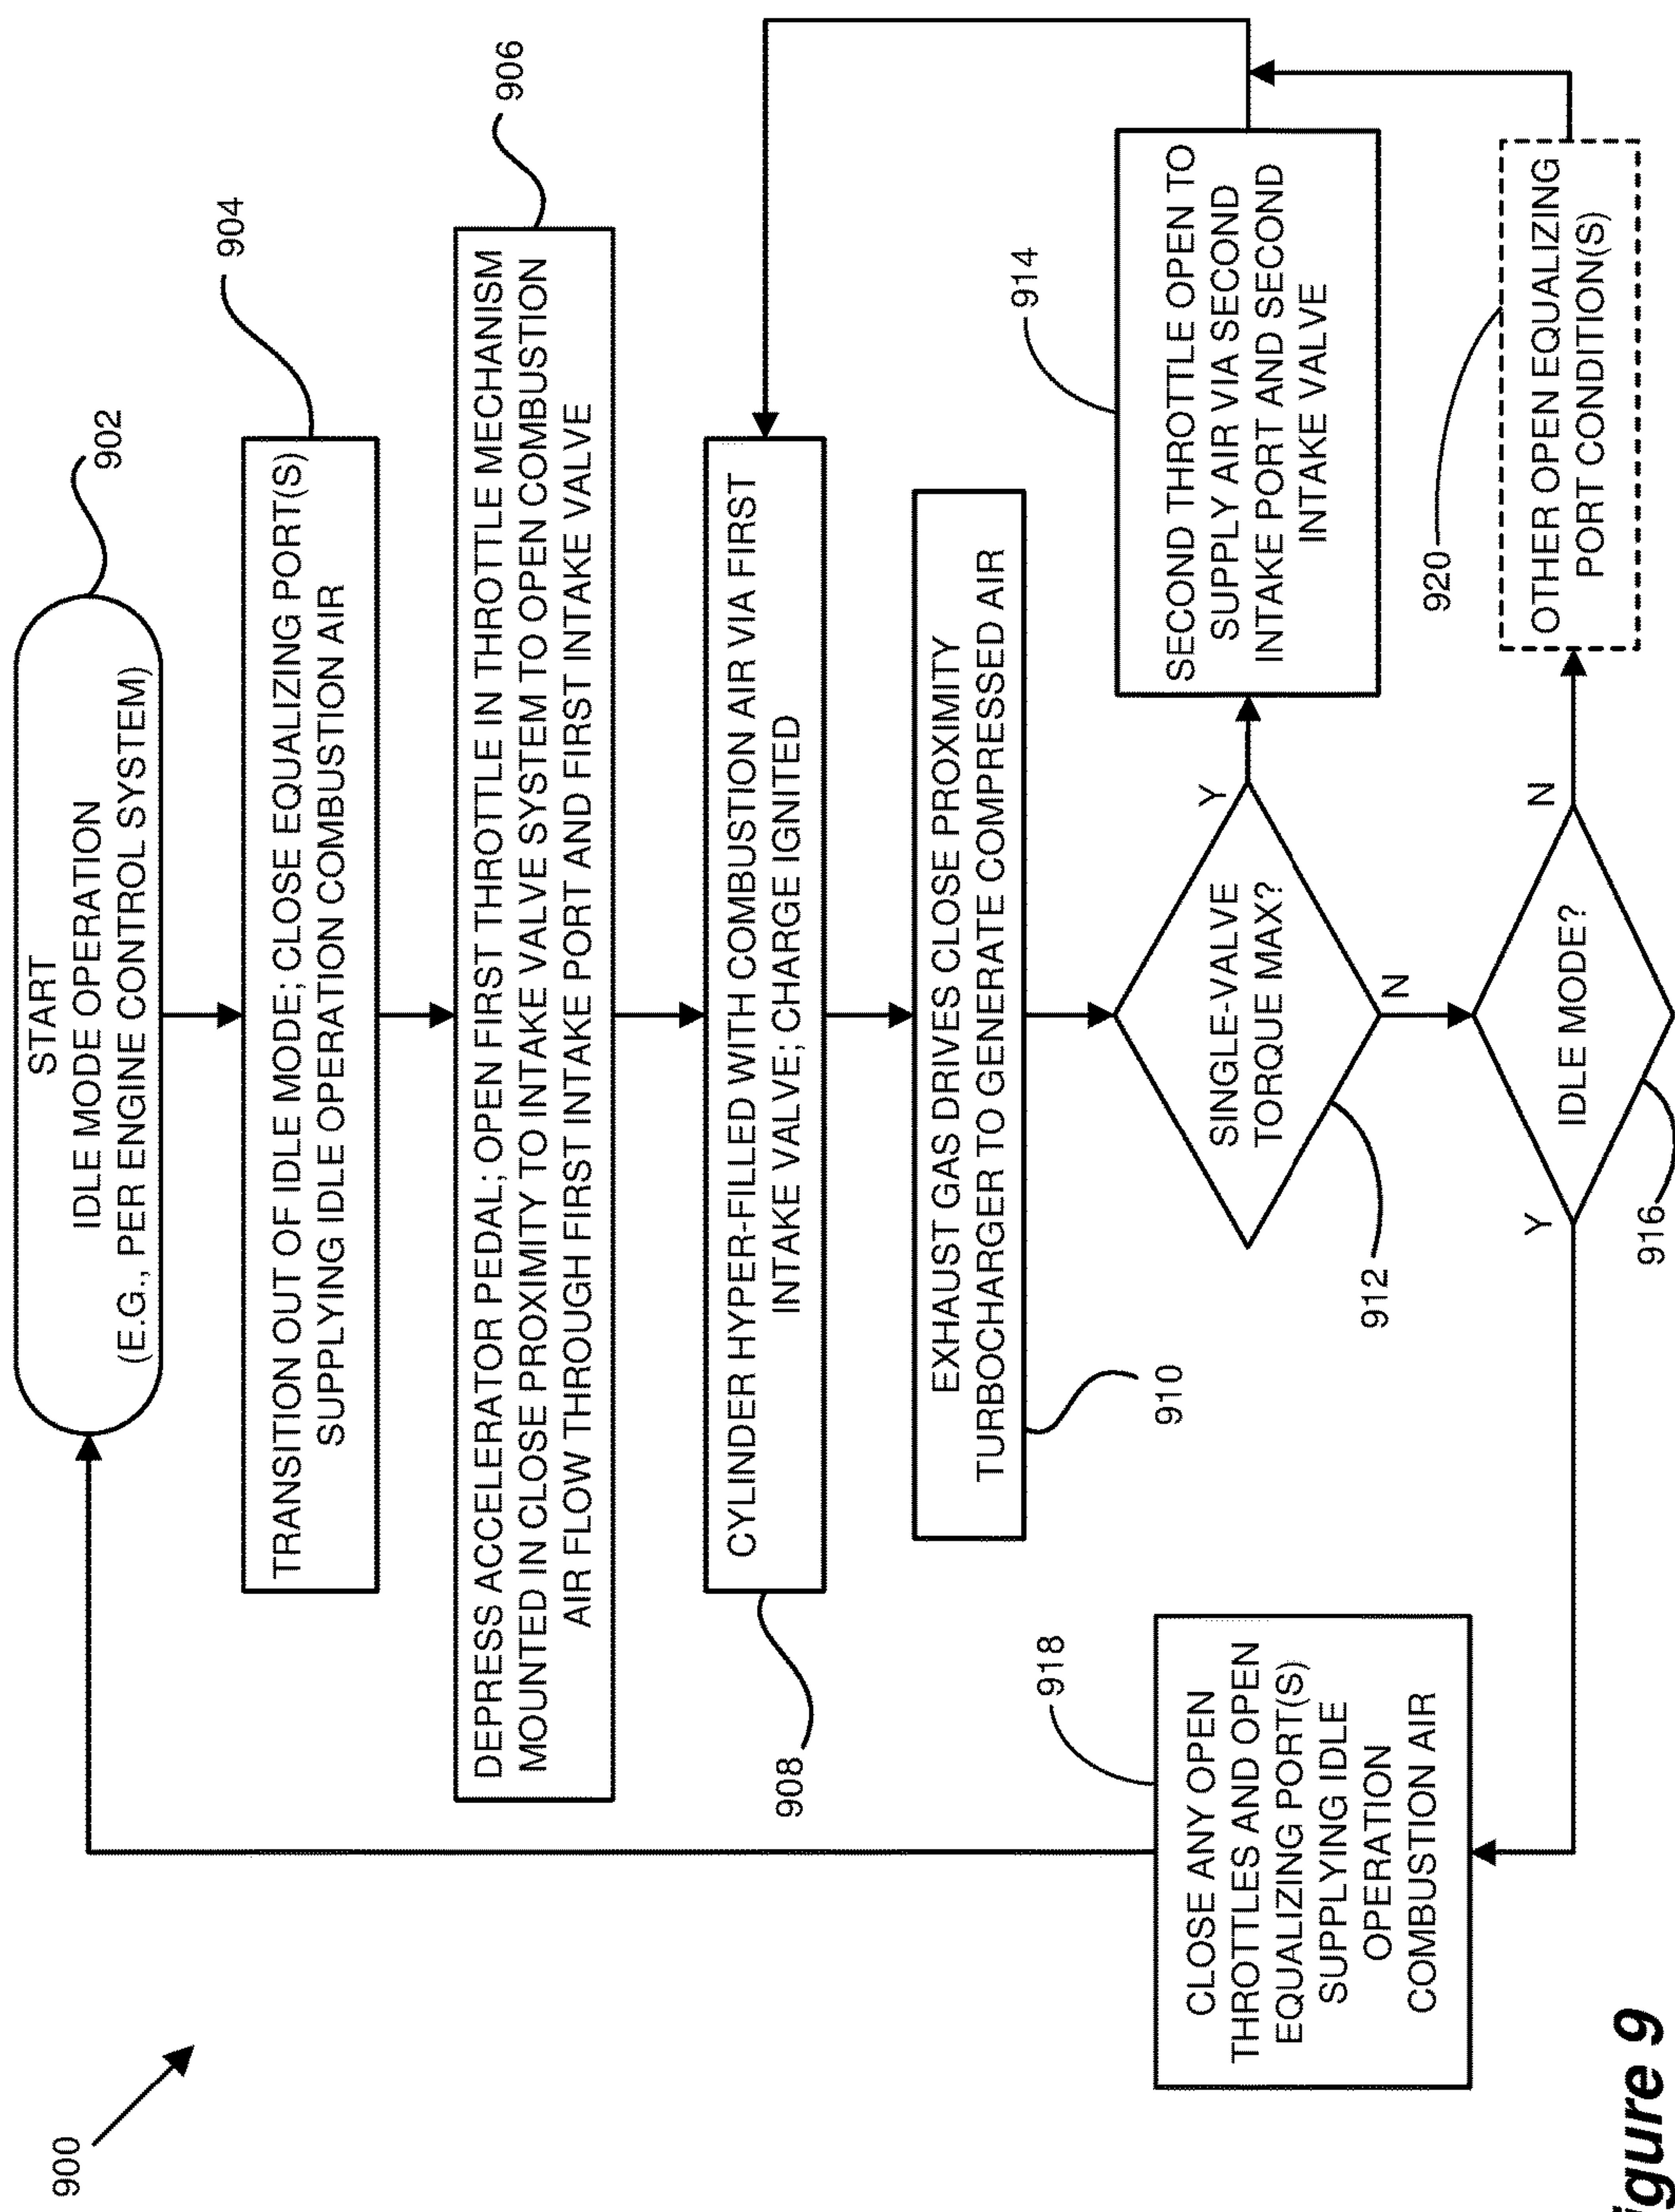 900
START
IDLE MODE OPERATION
(E.G., PER ENGINE CONTROL SYSTEM)
902
TRANSITION OUT OF IDLE MODE; CLOSE EQUALIZING PORT(S)
SUPPLYING IDLE OPERATION COMBUSTION AIR
904
DEPRESS ACCELERATOR PEDAL; OPEN FIRST THROTTLE IN THROTTLE MECHANISM
MOUNTED IN CLOSE PROXIMITY TO INTAKE VALVE SYSTEM TO OPEN COMBUSTION
AIR FLOW THROUGH FIRST INTAKE PORT AND FIRST INTAKE VALVE
906
CYLINDER HYPER-FILLED WITH COMBUSTION AIR VIA FIRST
INTAKE VALVE; CHARGE IGNITED
908
EXHAUST GAS DRIVES CLOSE PROXIMITY
TURBOCHARGER TO GENERATE COMPRESSED AIR
910
SINGLE-VALVE
TORQUE MAX?
912
Y
N
SECOND THROTTLE OPEN TO
SUPPLY AIR VIA SECOND
INTAKE PORT AND SECOND
INTAKE VALVE
914
IDLE MODE?
916
Y
N
CLOSE ANY OPEN
THROTTLES AND OPEN
EQUALIZING PORT(S)
SUPPLYING IDLE
OPERATION
COMBUSTION AIR
918
OTHER OPEN EQUALIZING
PORT CONDITION(S)
920
igure 9